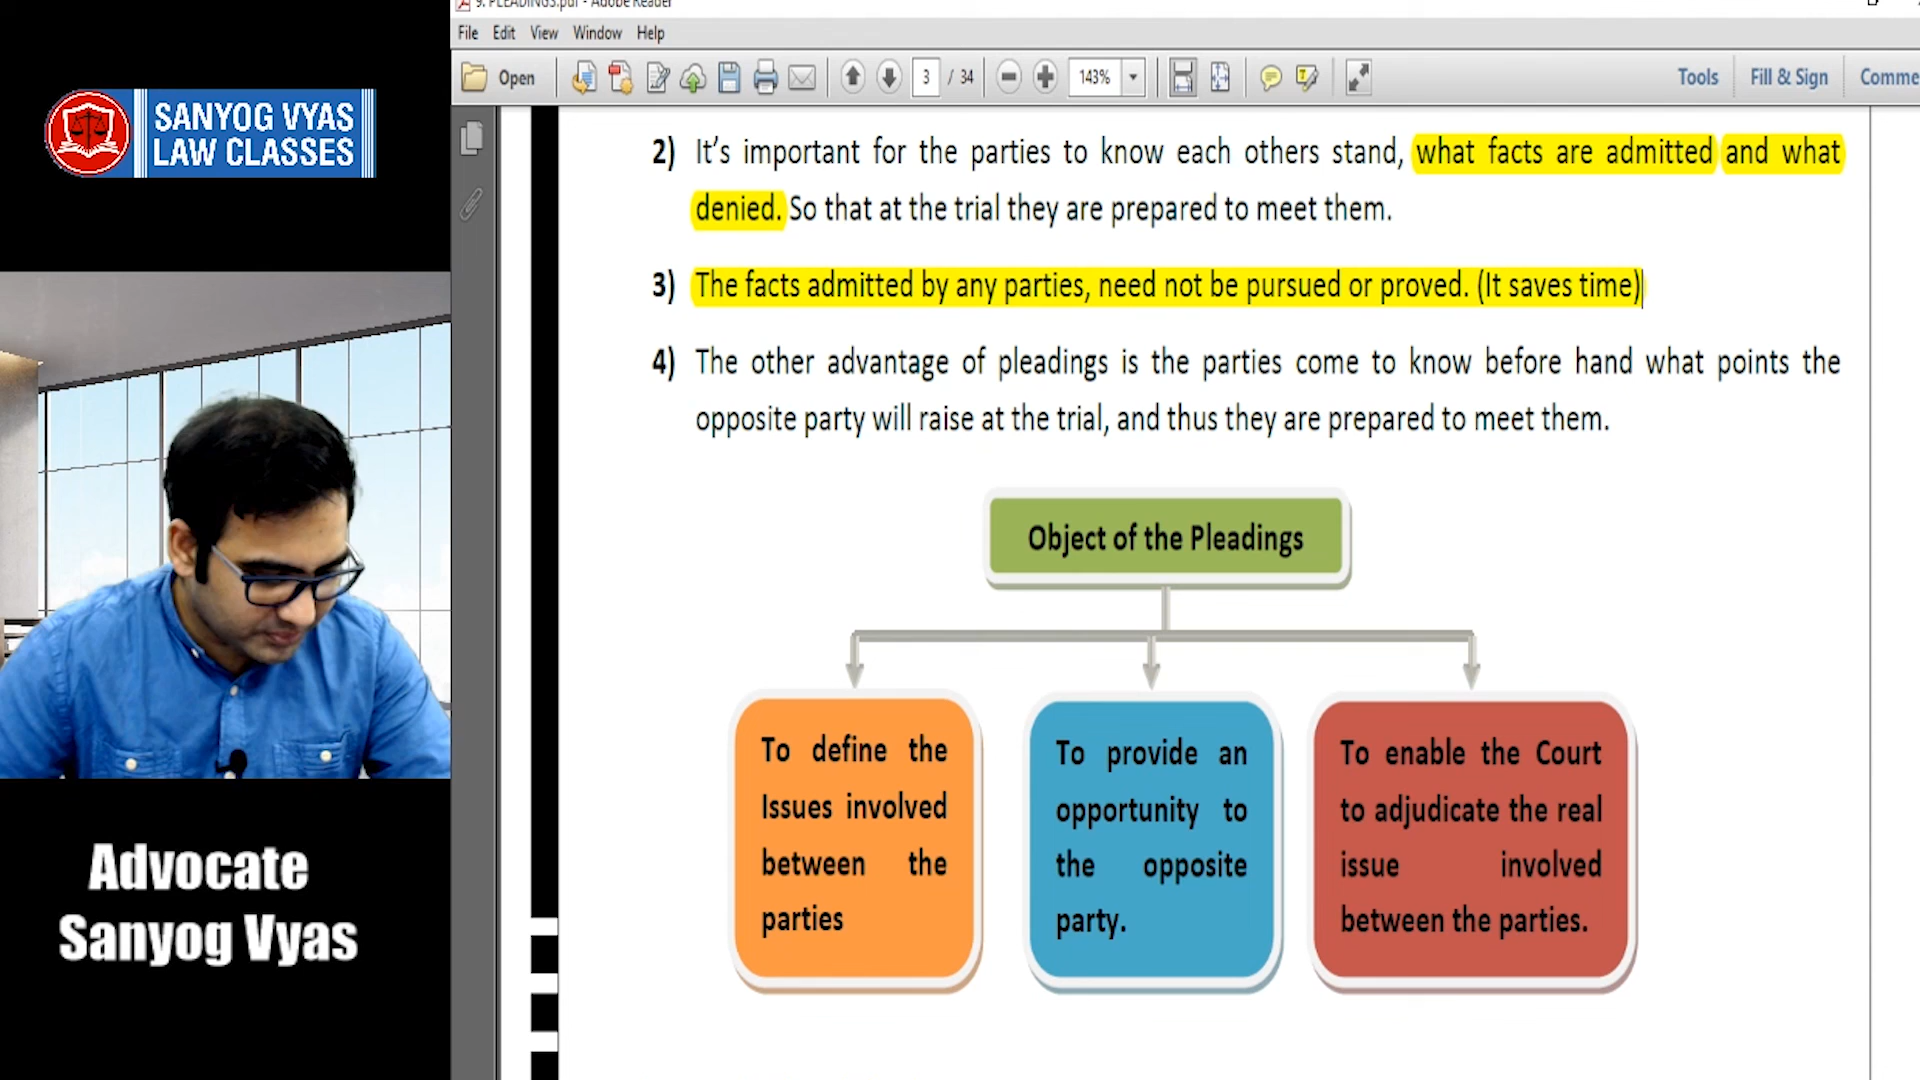 9. PLEADINGS.pdf - Adobe Reader
File Edit View Window Help
Open 3 / 34 143% Tools Fill & Sign Comme
SANYOG VYAS
LAW CLASSES
2) It's important for the parties to know each others stand, what facts are admitted and what
denied. So that at the trial they are prepared to meet them.
3) The facts admitted by any parties, need not be pursued or proved. (It saves time)
4) The other advantage of pleadings is the parties come to know before hand what points the
opposite party will raise at the trial, and thus they are prepared to meet them.
Object of the Pleadings
To define the
Issues involved
between the
parties
To provide an
opportunity to
the opposite
party.
To enable the Court
to adjudicate the real
issue involved
between the parties.
Advocate
Sanyog Vyas